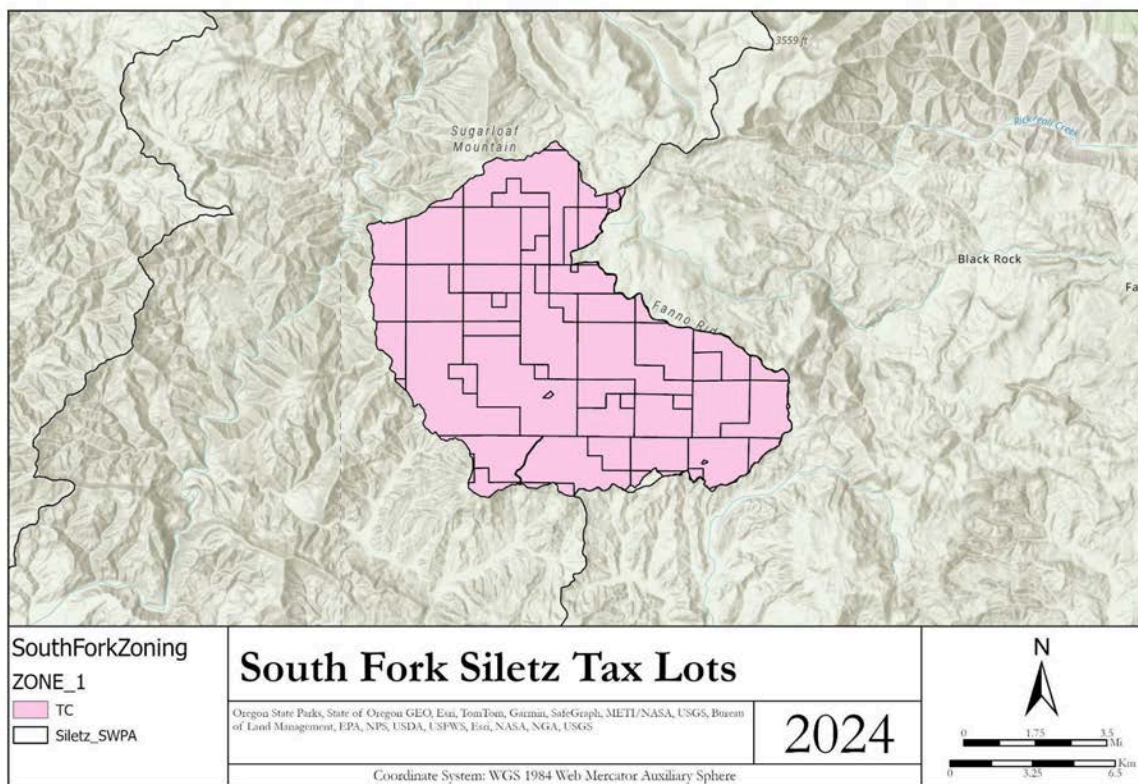 3559 ft
Rickreall Creek
Sugarloaf
Mountain
Black Rock
Fa
Fanno Rid
SouthForkZoning
ZONE_1
TC
Siletz_SWPA
South Fork Siletz Tax Lots
Oregon State Parks, State of Oregon GEO, Esri, TomTom, Garmin, SafeGraph, METI/NASA, USGS, Bureau
of Land Management, EPA, NPS, USDA, USFWS, Esri, NASA, NGA, USGS
2024
Coordinate System: WGS 1984 Web Mercator Auxiliary Sphere
N
0 1.75 3.5
Mi
Km
0 3.25 6.5